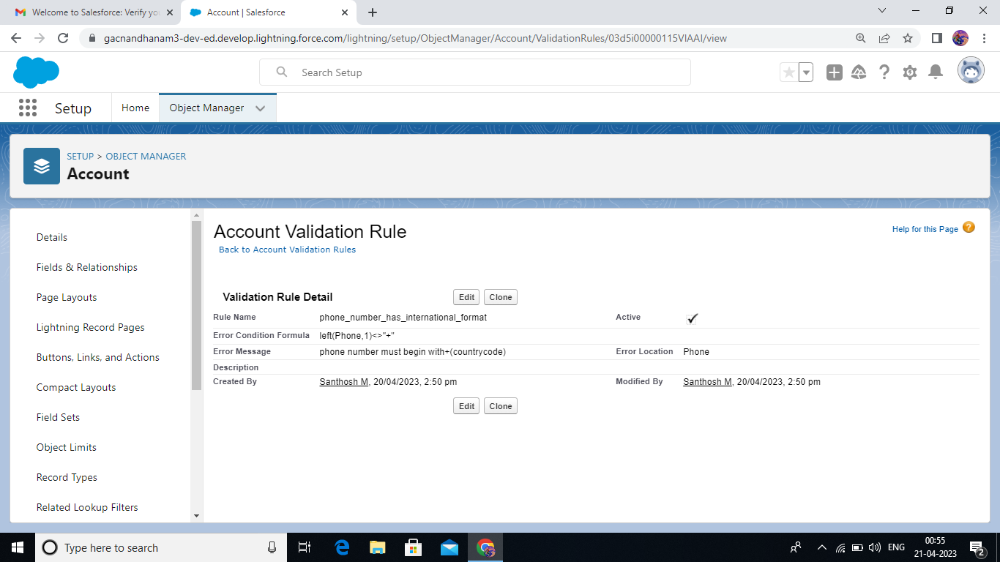 Welcome to Salesforce: Verify yo
Account | Salesforce
gacnandhanam3-dev-ed.develop.lightning.force.com/lightning/setup/ObjectManager/Account/ValidationRules/03d5i00000115VlAAI/view
Search Setup
Setup
Home
Object Manager
SETUP > OBJECT MANAGER
Account
Details
Fields & Relationships
Page Layouts
Lightning Record Pages
Buttons, Links, and Actions
Compact Layouts
Field Sets
Object Limits
Record Types
Related Lookup Filters
Account Validation Rule
Help for this Page ?
Back to Account Validation Rules
Validation Rule Detail Edit Clone
Rule Name phone_number_has_international_format Active
Error Condition Formula left(Phone,1)<>"+"
Error Message phone number must begin with+(countrycode) Error Location Phone
Description
Created By Santhosh M, 20/04/2023, 2:50 pm Modified By Santhosh M, 20/04/2023, 2:50 pm
Edit Clone
Type here to search
ENG
00:55
21-04-2023
2